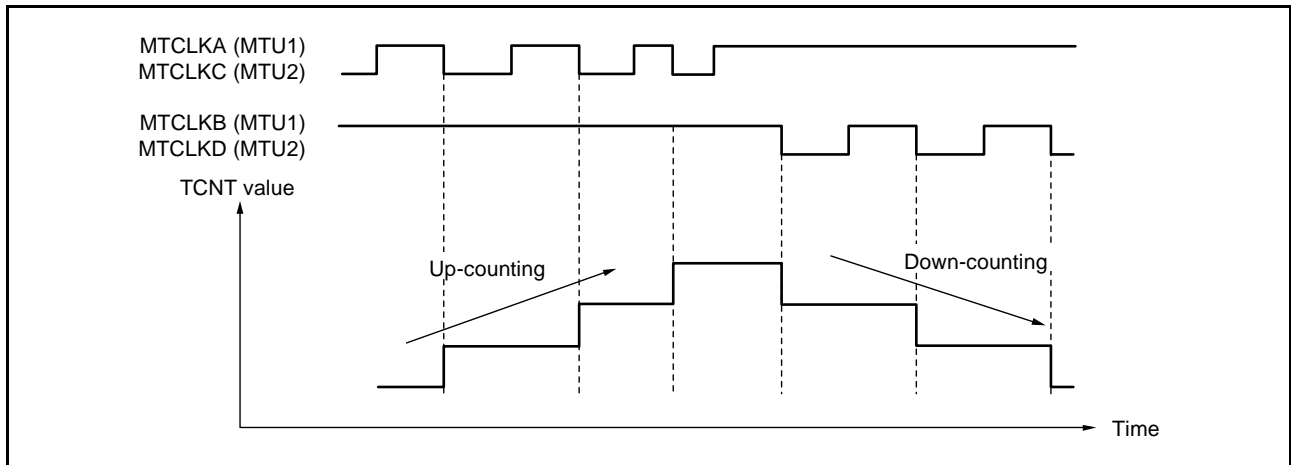 MTCLKA (MTU1)
MTCLKC (MTU2)
MTCLKB (MTU1)
MTCLKD (MTU2)
TCNT value
Up-counting
Down-counting
Time